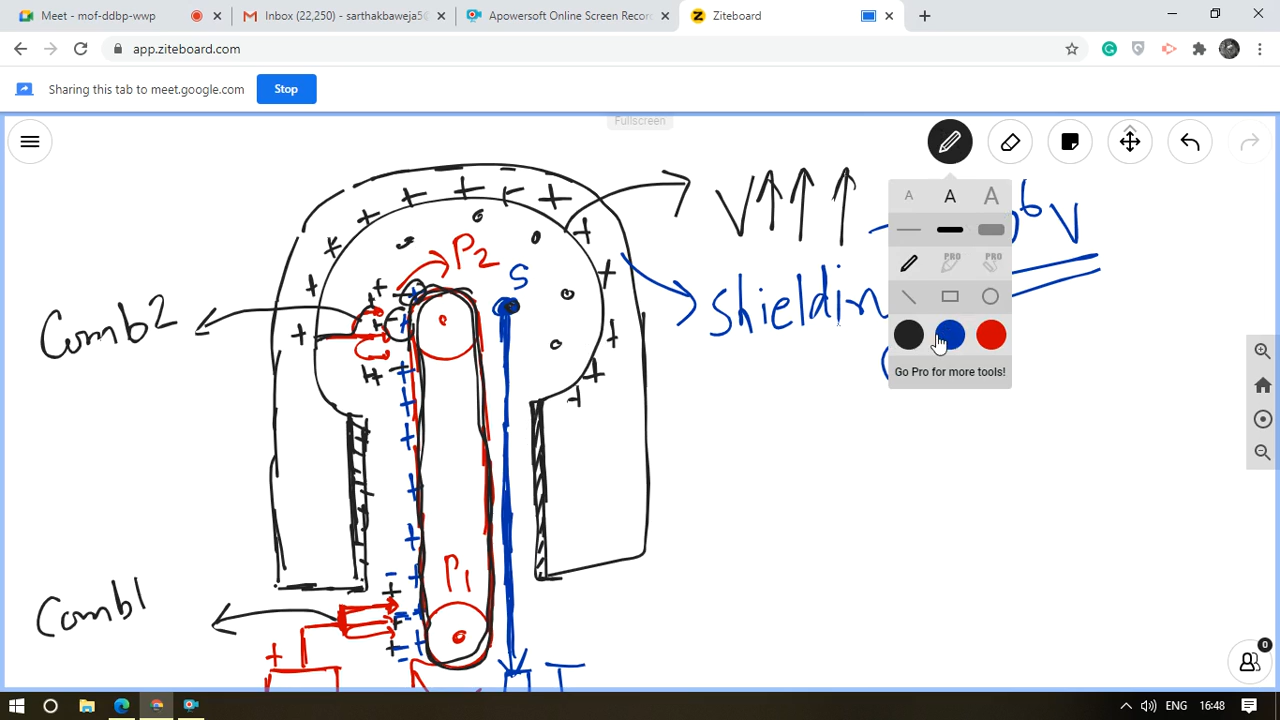 Meet - mof-ddbp-wwp
Inbox (22,250) - sarthakbaweja5
Apowersoft Online Screen Recor
Ziteboard
app.ziteboard.com
Sharing this tab to meet.google.com
Stop
Fullscreen
A A A
PRO PRO
Go Pro for more tools!
V↑↑↑
6 V
Shieldin
P2
S
Comb2
P1
Comb1
+
T
0
ENG
16:48